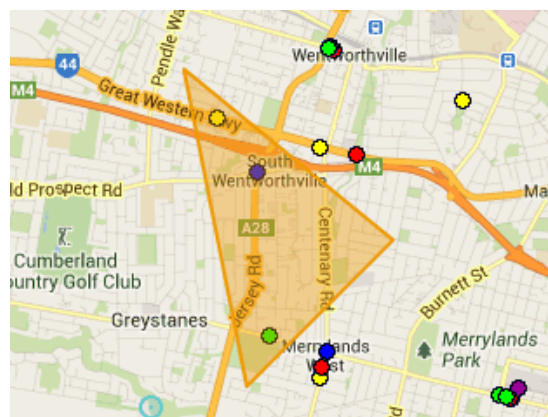 Pendle Wa
44
Wentworthville
M4
Great Western Hwy
South
Wentworthville
M4
ld Prospect Rd
Ma
A28
Centenary Rd
Cumberland
ountry Golf Club
Jersey Rd
Burnett St
Greystanes
Merrylands
West
Merrylands
Park